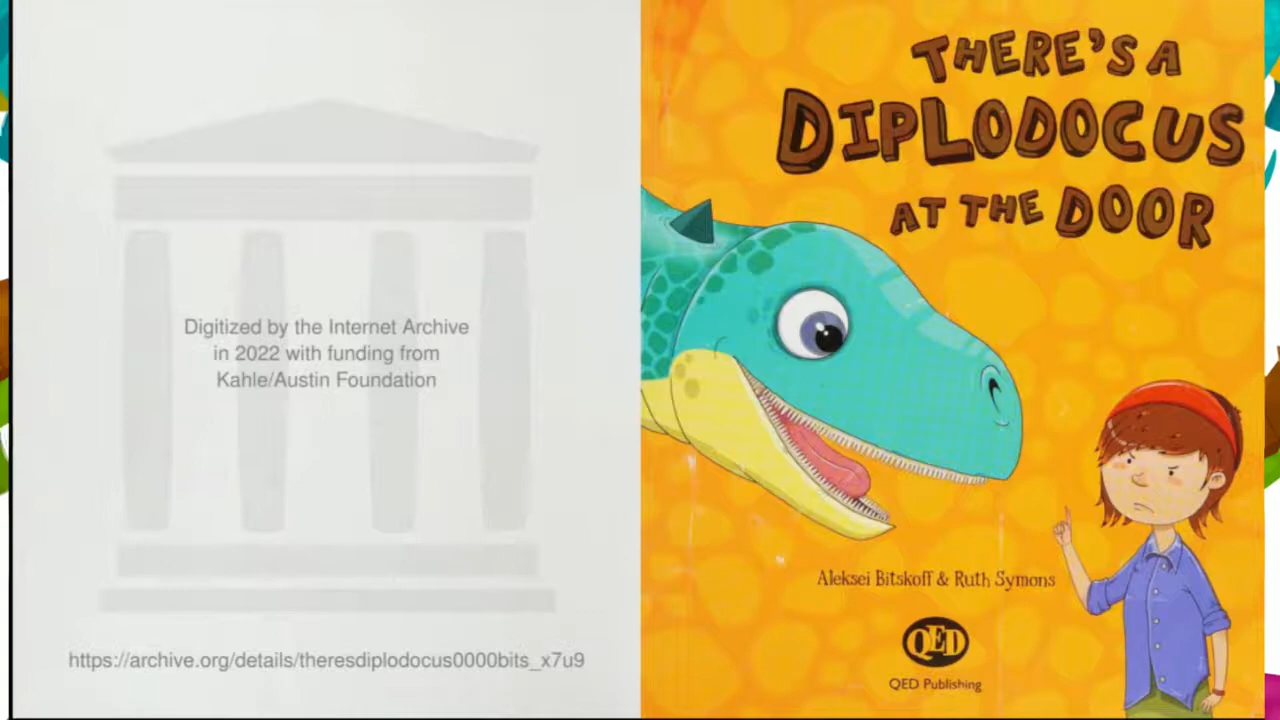 Digitized by the Internet Archive
in 2022 with funding from
Kahle/Austin Foundation
https://archive.org/details/theresdiplodocus0000bits_x7u9
THERE'S A
DIPLODOCUS
AT THE DOOR
Aleksei Bitskoff & Ruth Symons
QED
QED Publishing